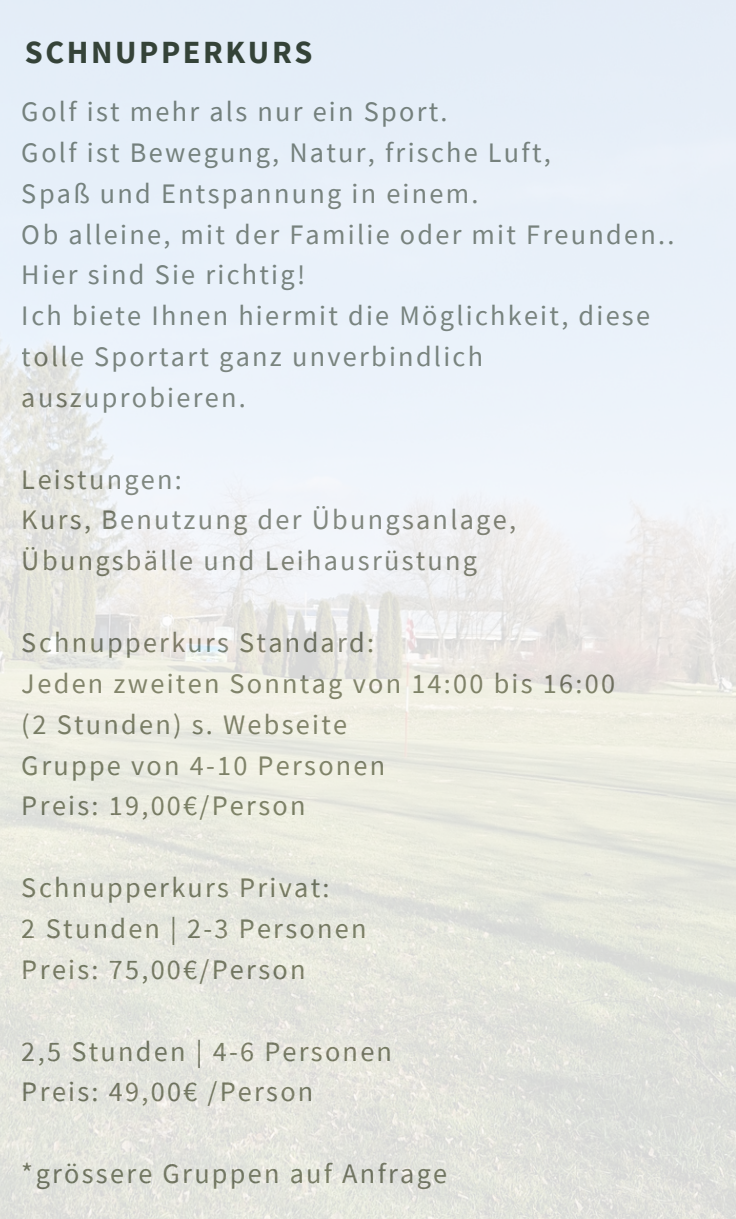 SCHNUPPERKURS
Golf ist mehr als nur ein Sport.
Golf ist Bewegung, Natur, frische Luft,
Spaß und Entspannung in einem.
Ob alleine, mit der Familie oder mit Freunden..
Hier sind Sie richtig!
Ich biete Ihnen hiermit die Möglichkeit, diese
tolle Sportart ganz unverbindlich
auszuprobieren.
Leistungen:
Kurs, Benutzung der Übungsanlage,
Übungsbälle und Leihausrüstung
Schnupperkurs Standard:
Jeden zweiten Sonntag von 14:00 bis 16:00
(2 Stunden) s. Webseite
Gruppe von 4-10 Personen
Preis: 19,00€/Person
Schnupperkurs Privat:
2 Stunden | 2-3 Personen
Preis: 75,00€/Person
2,5 Stunden | 4-6 Personen
Preis: 49,00€ /Person
*grössere Gruppen auf Anfrage